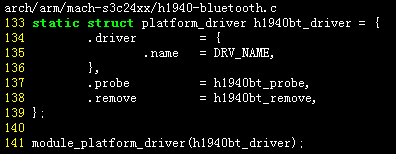 arch/arm/mach-s3c24xx/h1940-bluetooth.c
133 static struct platform_driver h1940bt_driver = {
134         .driver         = {
135                 .name   = DRV_NAME,
136         },
137         .probe          = h1940bt_probe,
138         .remove         = h1940bt_remove,
139 };
140
141 module_platform_driver(h1940bt_driver);